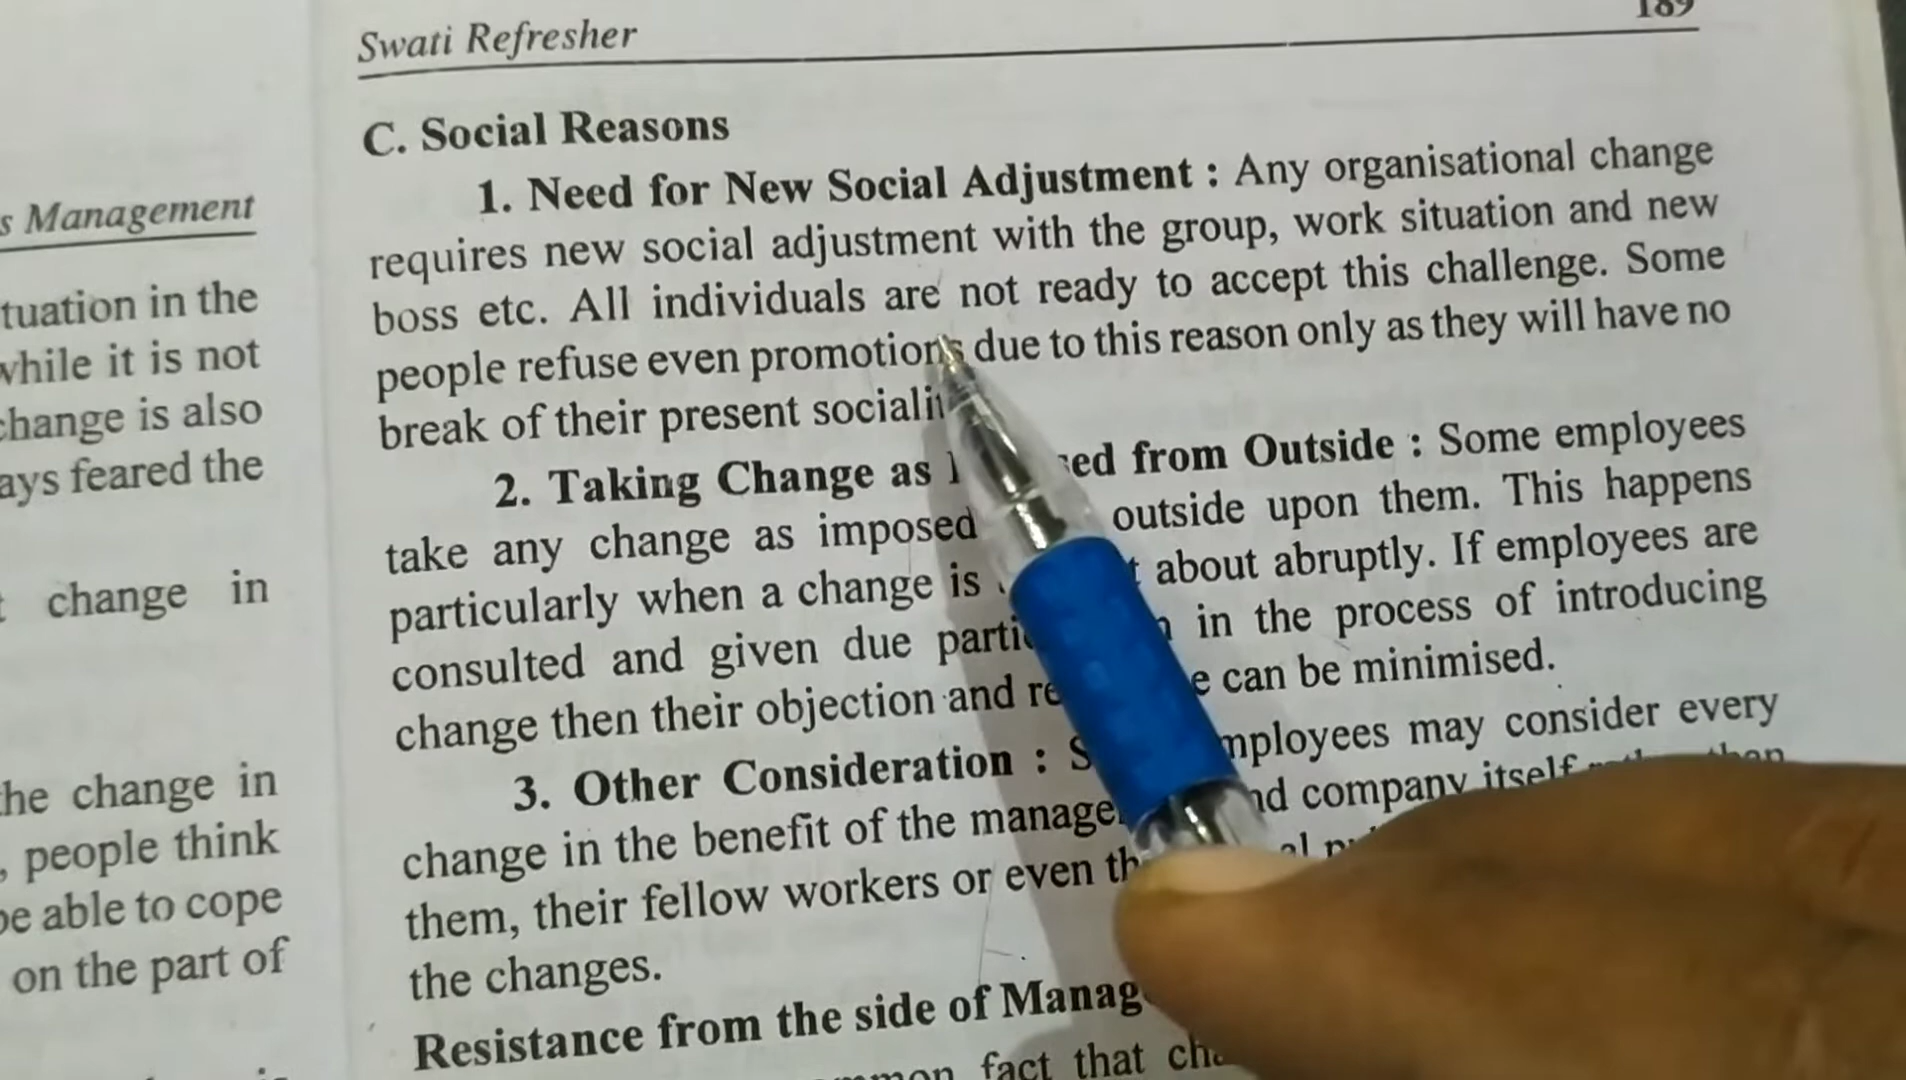 s Management
tuation in the
while it is not
change is also
ays feared the
change in
the change in
, people think
be able to cope
on the part of
Swati Refresher
189
C. Social Reasons
1. Need for New Social Adjustment : Any organisational change
requires new social adjustment with the group, work situation and new
boss etc. All individuals are not ready to accept this challenge. Some
people refuse even promotions due to this reason only as they will have no
break of their present sociali
2. Taking Change as sed from Outside : Some employees
take any change as imposed outside upon them. This happens
particularly when a change is t about abruptly. If employees are
consulted and given due parti n in the process of introducing
change then their objection and re e can be minimised.
3. Other Consideration : S mployees may consider every
change in the benefit of the manage nd company itself rather than
them, their fellow workers or even th al
the changes.
Resistance from the side of Manag
fact that cha